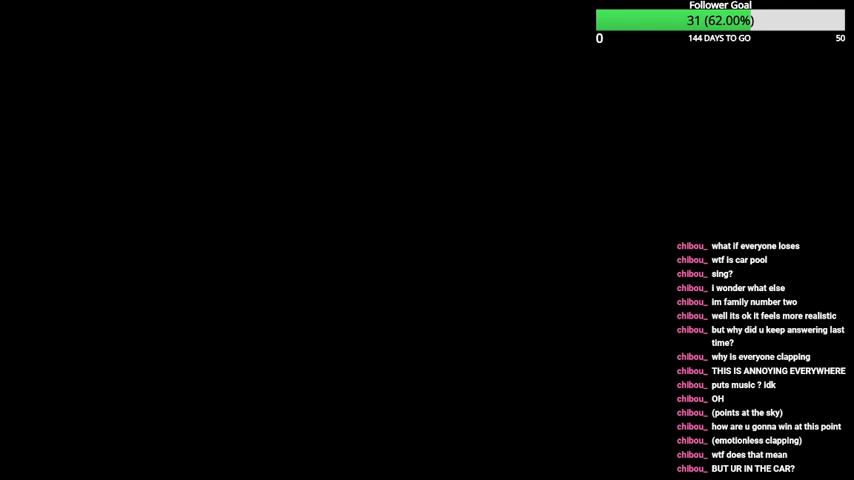 Follower Goal
31 (62.00%)
0 144 DAYS TO GO 50
chibou_ what if everyone loses
chibou_ wtf is car pool
chibou_ sing?
chibou_ I wonder what else
chibou_ Im family number two
chibou_ well its ok it feels more realistic
chibou_ but why did u keep answering last
time?
chibou_ why is everyone clapping
chibou_ THIS IS ANNOYING EVERYWHERE
chibou_ puts music ? idk
chibou_ OH
chibou_ (points at the sky)
chibou_ how are u gonna win at this point
chibou_ (emotionless clapping)
chibou_ wtf does that mean
chibou_ BUT UR IN THE CAR?